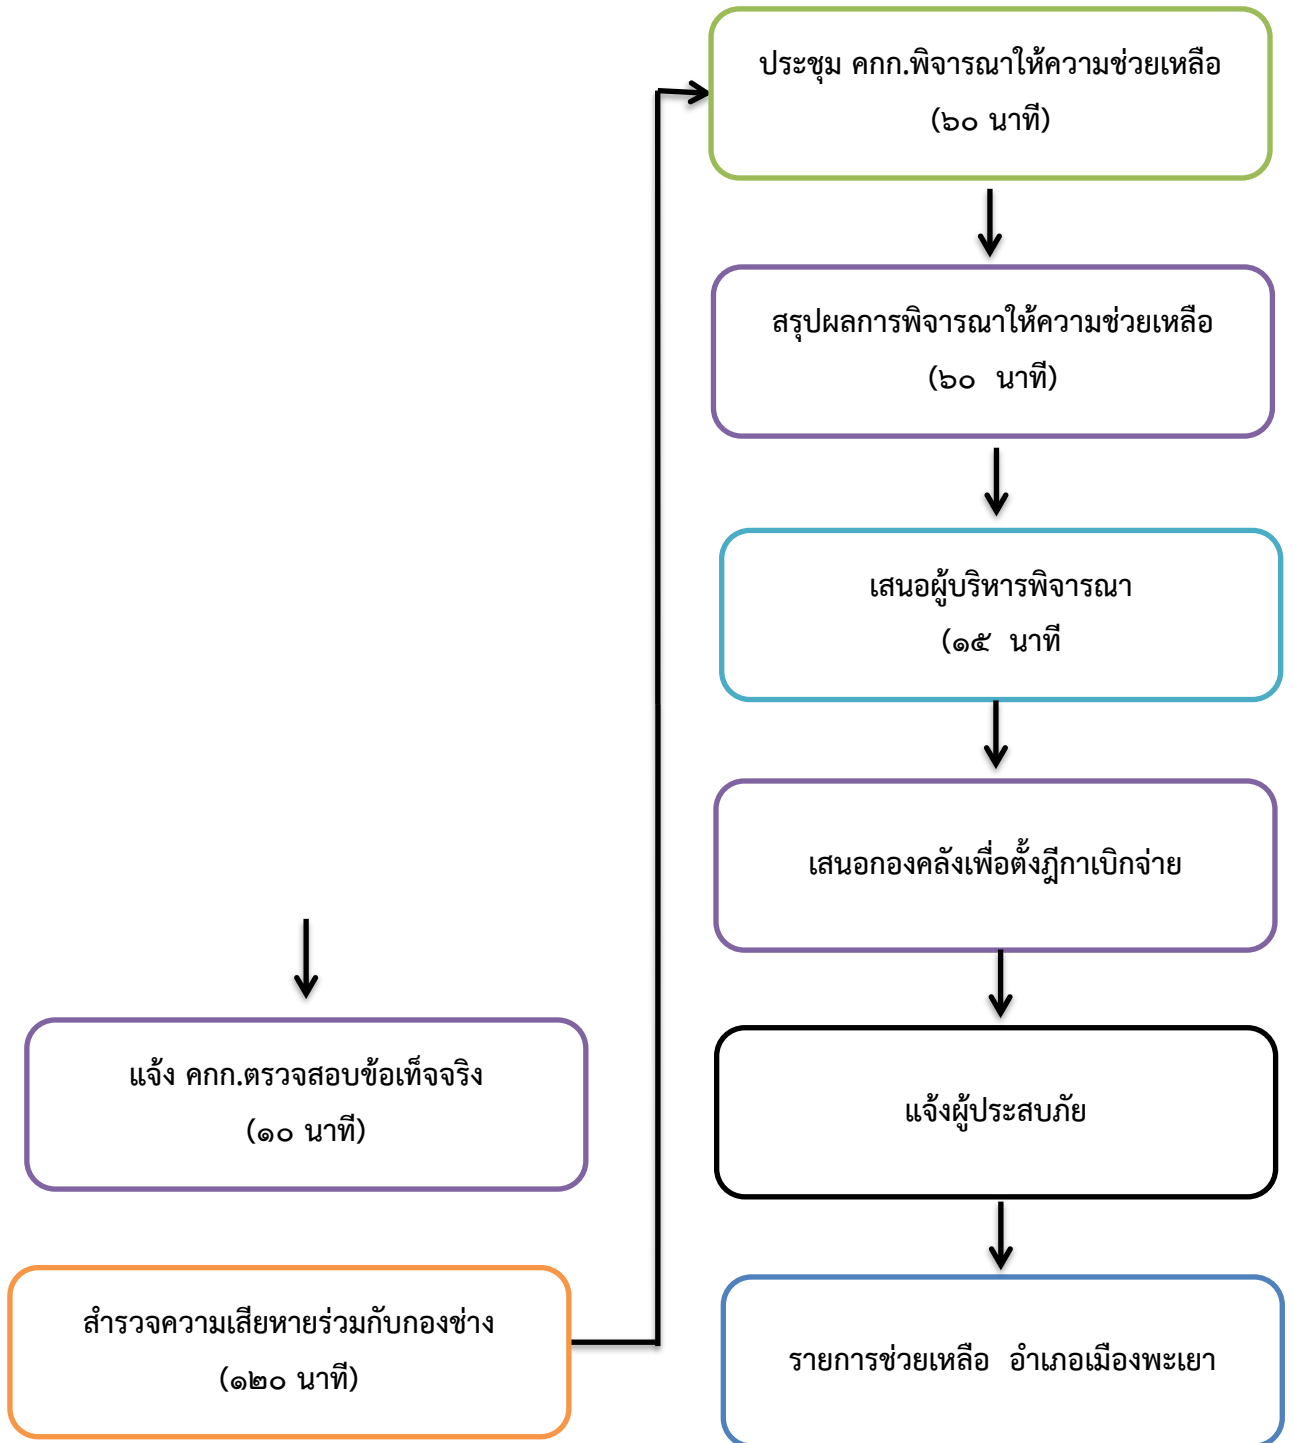 แจ้ง คกก.ตรวจสอบข้อเท็จจริง
(๑๐ นาที)
สำรวจความเสียหายร่วมกับกองช่าง
(๑๒๐ นาที)
ประชุม คกก.พิจารณาให้ความช่วยเหลือ
(๖๐ นาที)
สรุปผลการพิจารณาให้ความช่วยเหลือ
(๖๐ นาที)
เสนอผู้บริหารพิจารณา
(๑๕ นาที
เสนอกองคลังเพื่อตั้งฎีกาเบิกจ่าย
แจ้งผู้ประสบภัย
รายการช่วยเหลือ อำเภอเมืองพะเยา